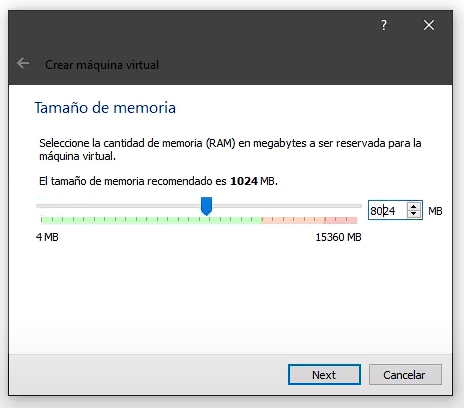 ?
Crear máquina virtual
Tamaño de memoria
Seleccione la cantidad de memoria (RAM) en megabytes a ser reservada para la
máquina virtual.
El tamaño de memoria recomendado es 1024 MB.
8024 MB
4 MB 15360 MB
Next Cancelar